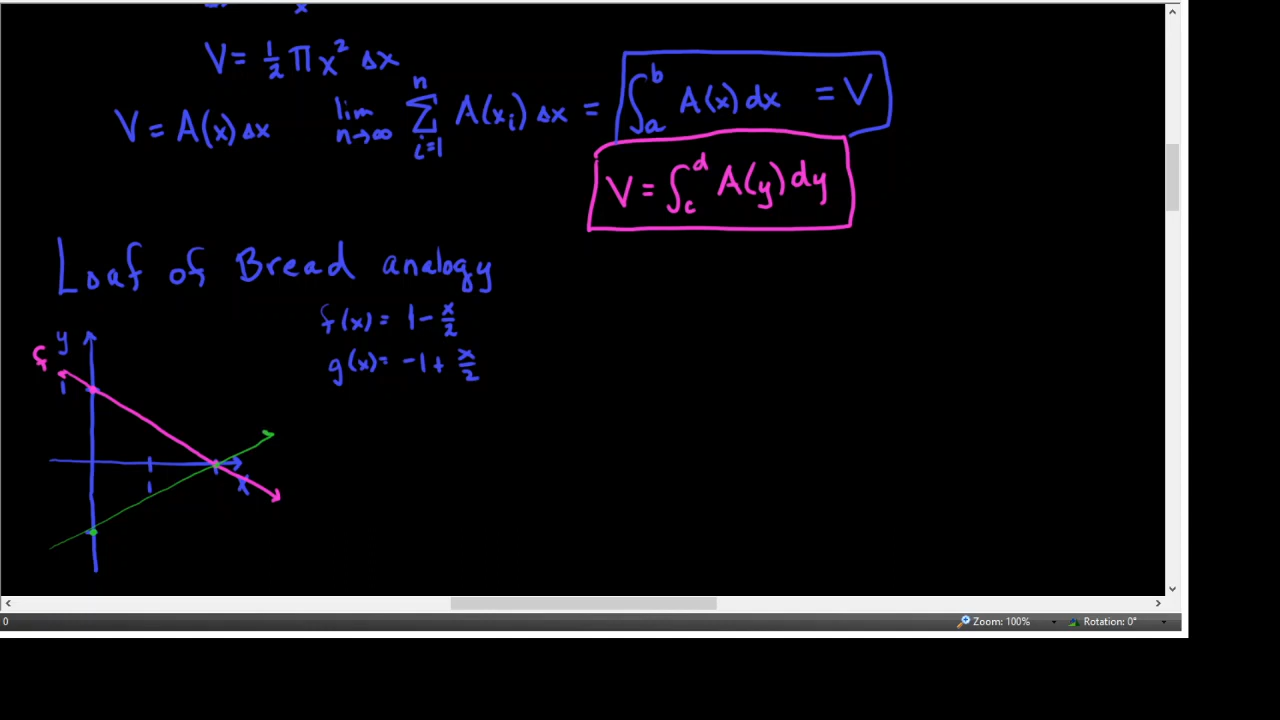 V = 1/2 π x² Δx
V = A(x) Δx lim n→∞ n Σ i=1 A(xᵢ) Δx = ∫ₐᵇ A(x) dx = V
V = ∫ d c A(y) dy
Loaf of Bread analogy
f(x) = 1 - x/2
g(x) = -1 + x/2
f
y
1
1
x
0
Zoom: 100%
Rotation: 0°